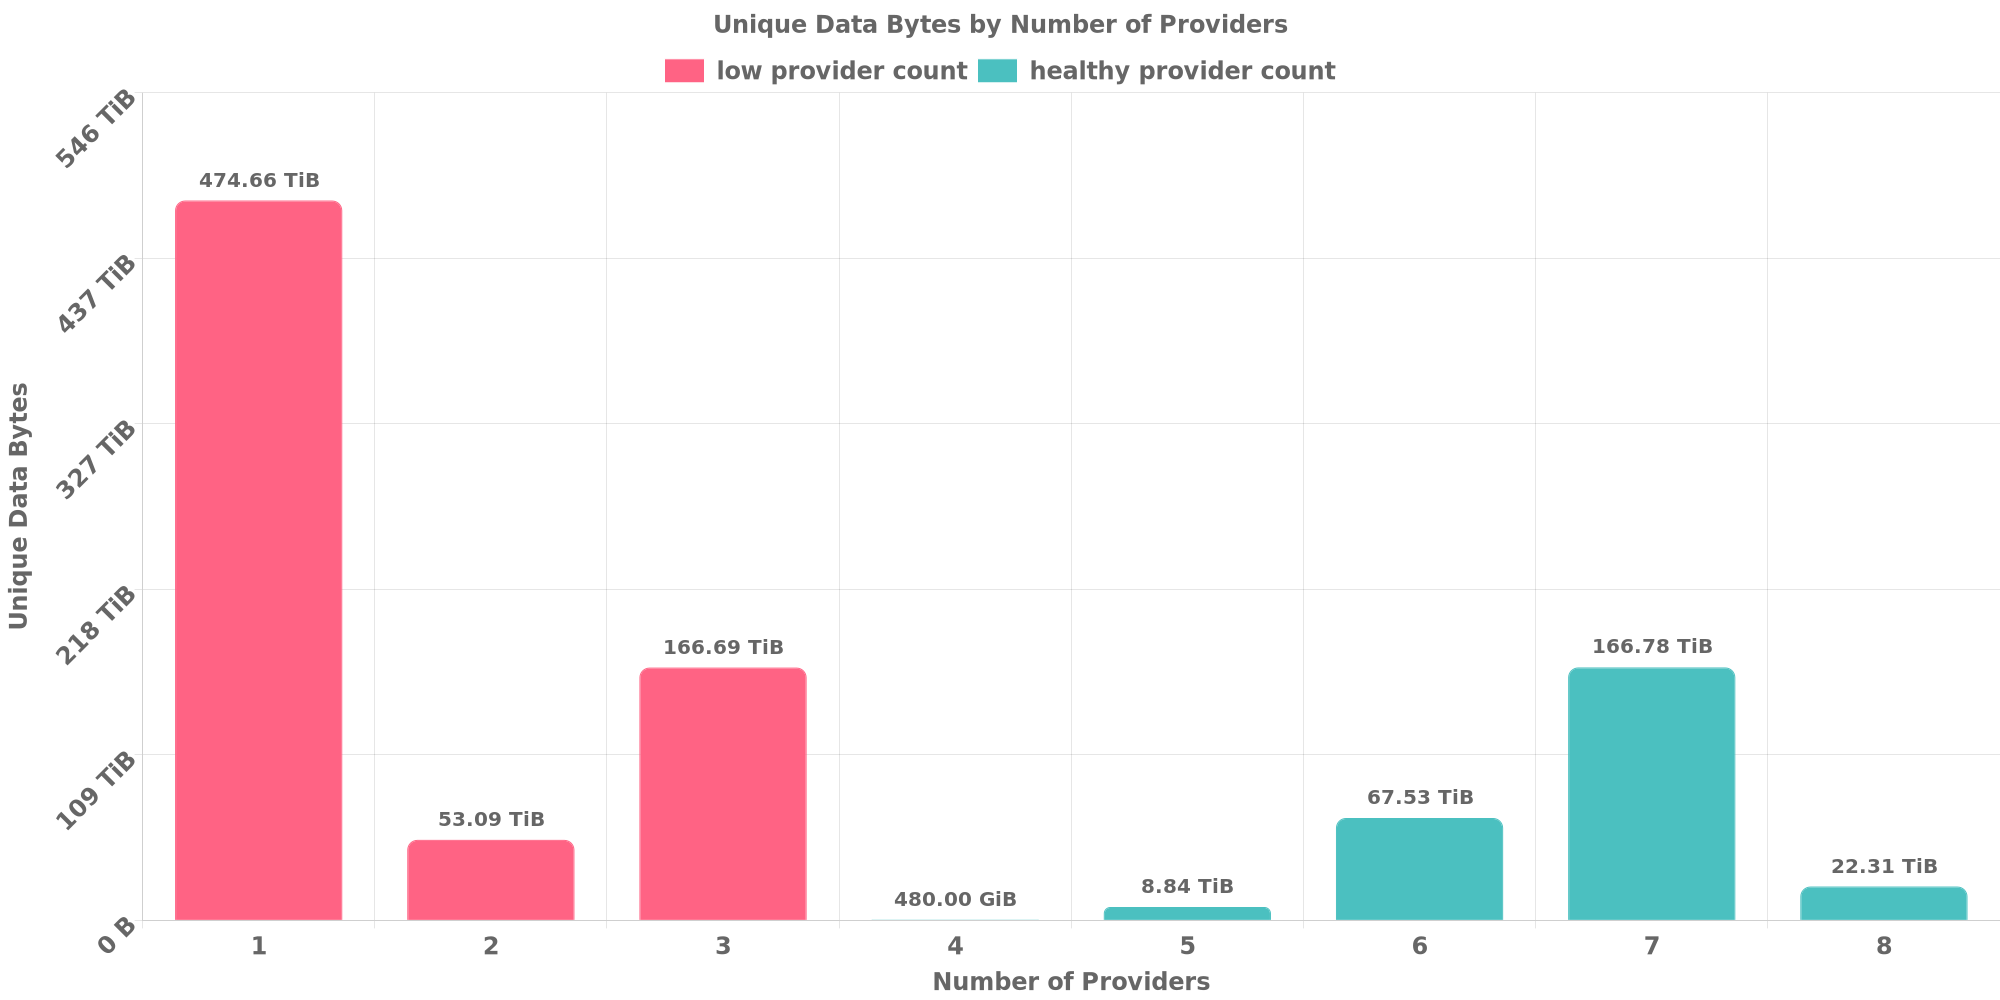 Unique Data Bytes by Number of Providers
low provider count healthy provider count
546 TiB
437 TiB
327 TiB
218 TiB
109 TiB
0 B
Unique Data Bytes
474.66 TiB
53.09 TiB
166.69 TiB
480.00 GiB
8.84 TiB
67.53 TiB
166.78 TiB
22.31 TiB
1 2 3 4 5 6 7 8
Number of Providers